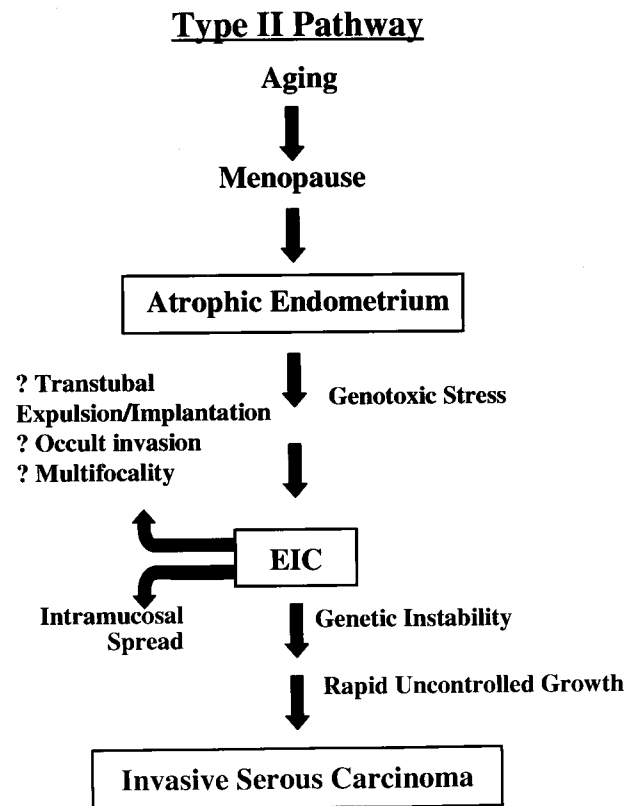 Type II Pathway
Aging
Menopause
Atrophic Endometrium
? Transtubal
Expulsion/Implantation
? Occult invasion
? Multifocality
Genotoxic Stress
EIC
Intramucosal
Spread
Genetic Instability
Rapid Uncontrolled Growth
Invasive Serous Carcinoma